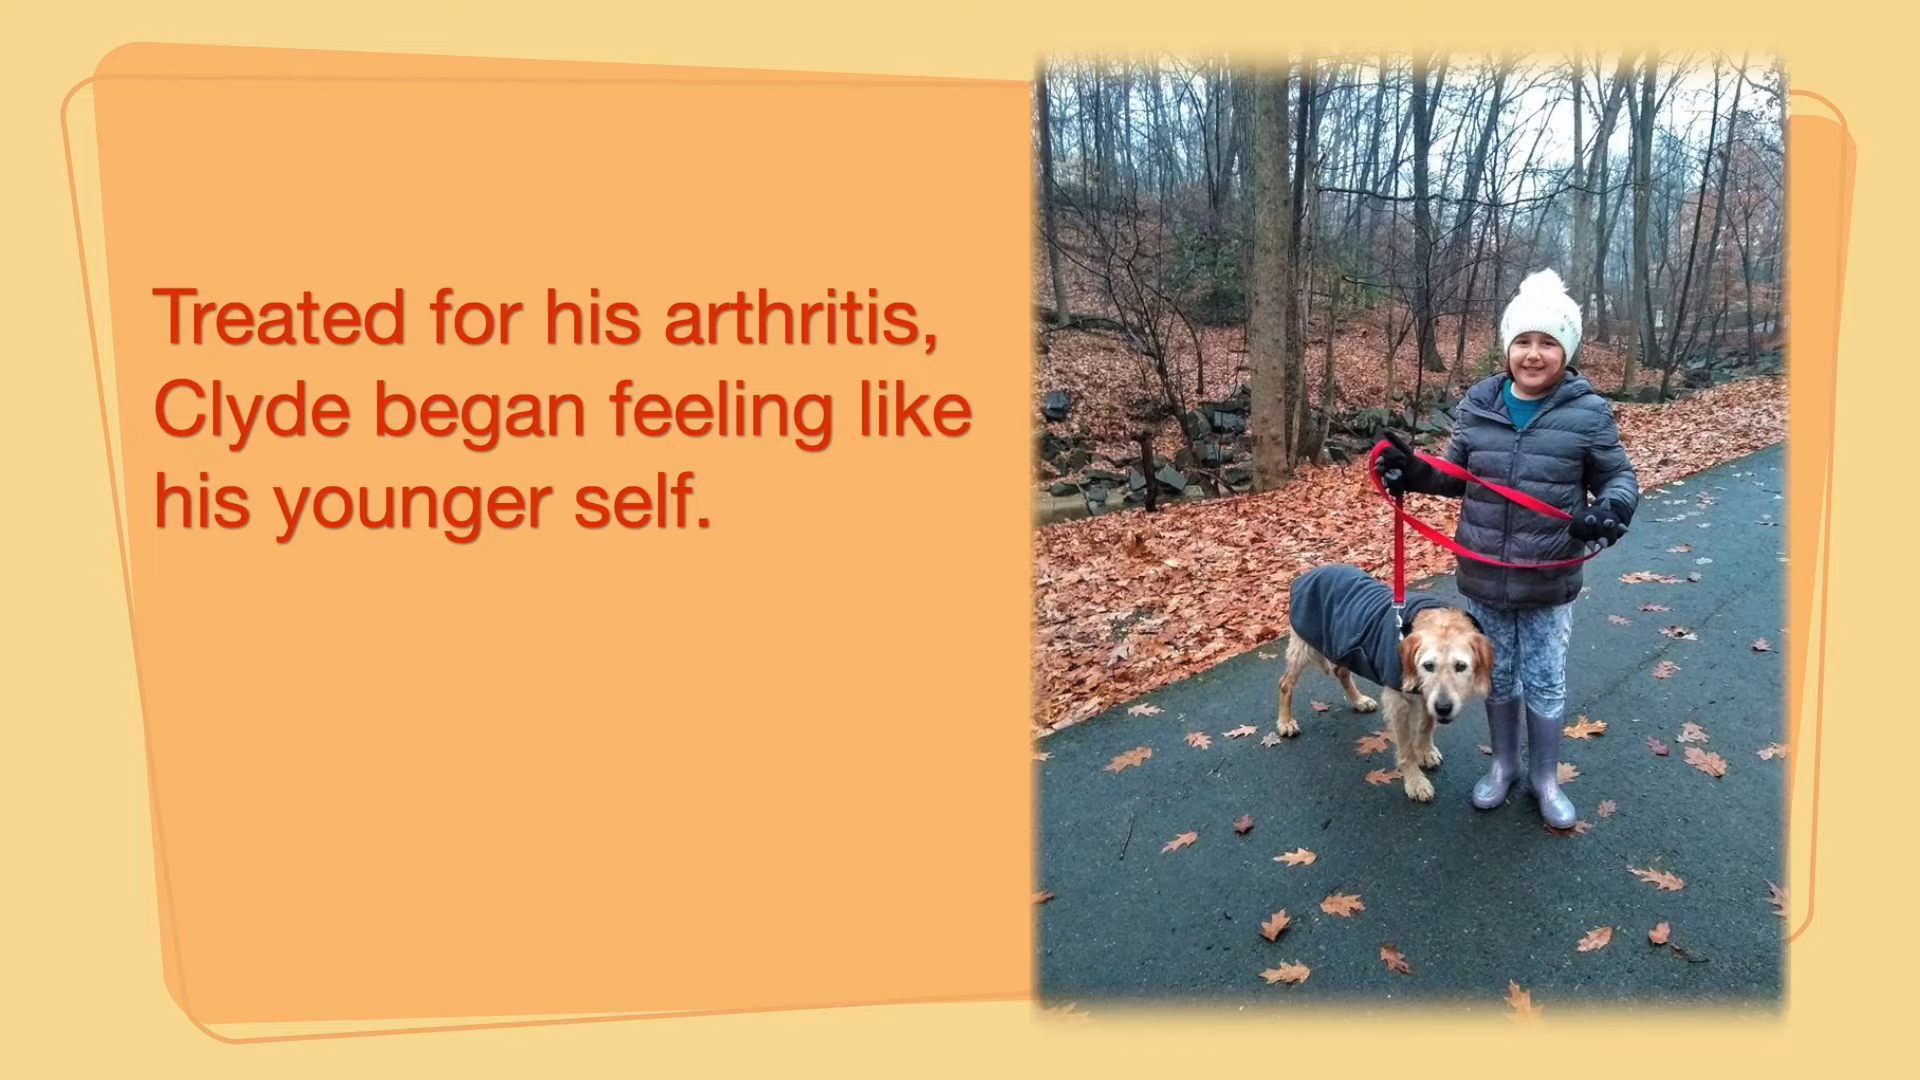 Treated for his arthritis,
Clyde began feeling like
his younger self.